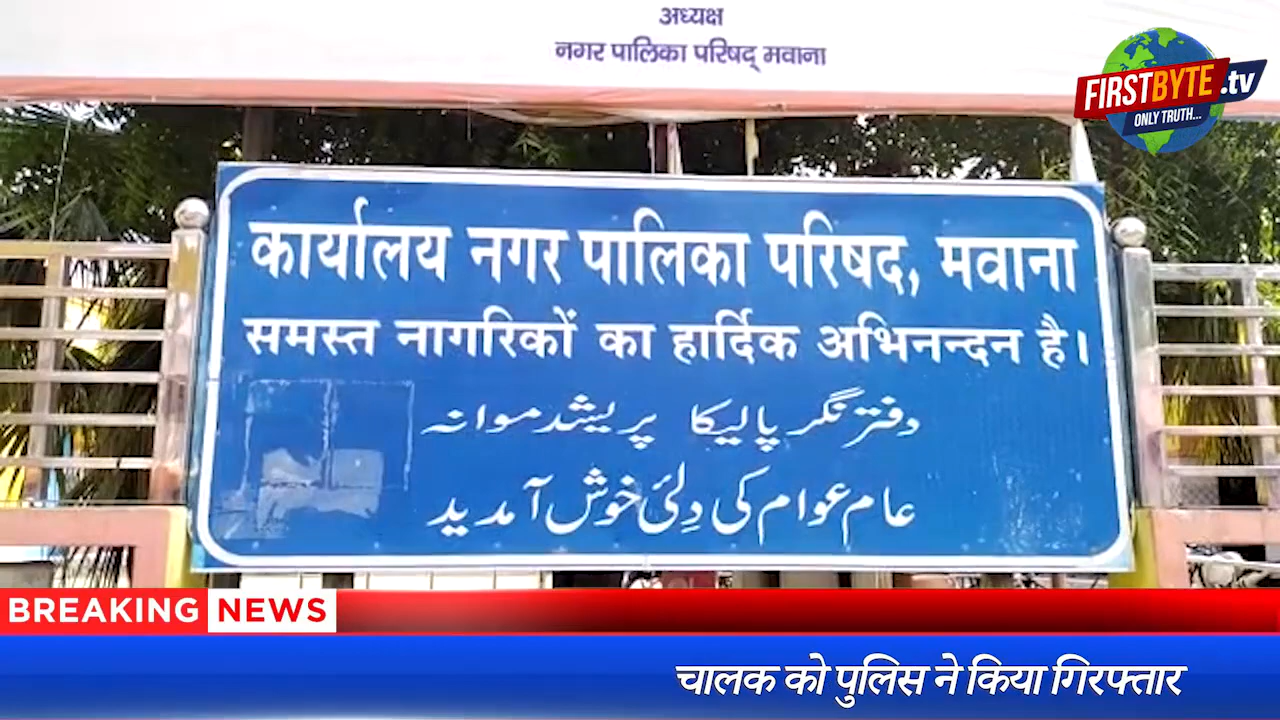 अध्यक्ष
नगर पालिका परिषद् मवाना
FIRSTBYTE.tv
ONLY TRUTH...
कार्यालय नगर पालिका परिषद, मवाना
समस्त नागरिकों का हार्दिक अभिनन्दन है।
دفتر نگر پالیکا پریشد موانہ
عام عوام کی دِلئ خوش آمدید
BREAKING NEWS
चालक को पुलिस ने किया गिरफ्तार